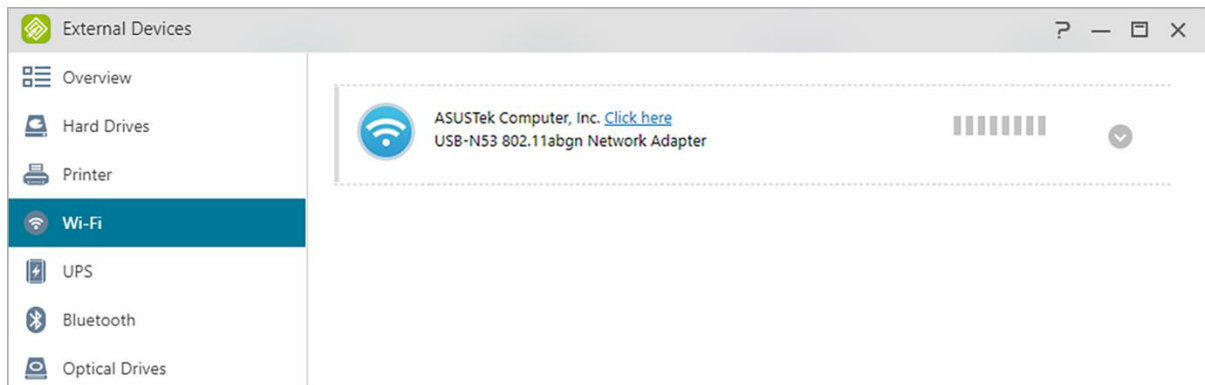 External Devices
Overview
Hard Drives
Printer
Wi-Fi
UPS
Bluetooth
Optical Drives
ASUSTek Computer, Inc. Click here
USB-N53 802.11abgn Network Adapter